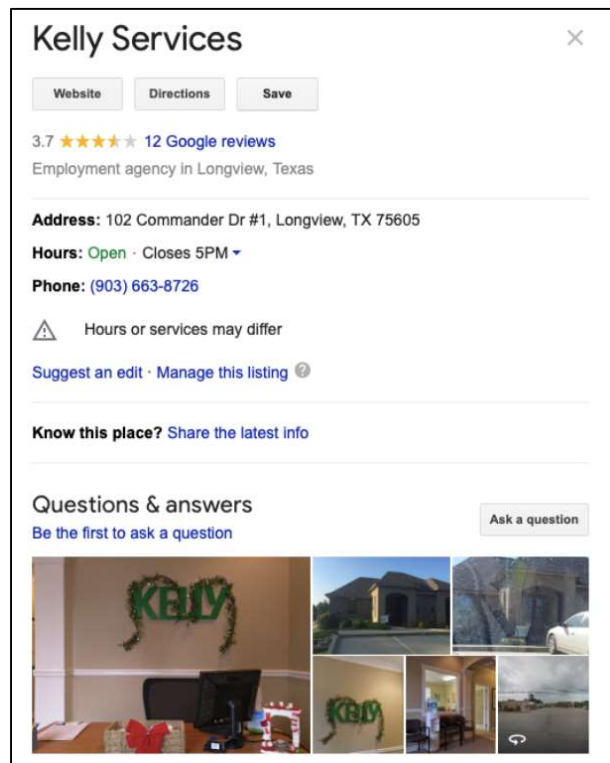 Kelly Services
Website Directions Save
3.7 12 Google reviews
Employment agency in Longview, Texas
Address: 102 Commander Dr #1, Longview, TX 75605
Hours: Open · Closes 5PM
Phone: (903) 663-8726
Hours or services may differ
Suggest an edit · Manage this listing ?
Know this place? Share the latest info
Questions & answers
Ask a question
Be the first to ask a question
KELLY
KELLY